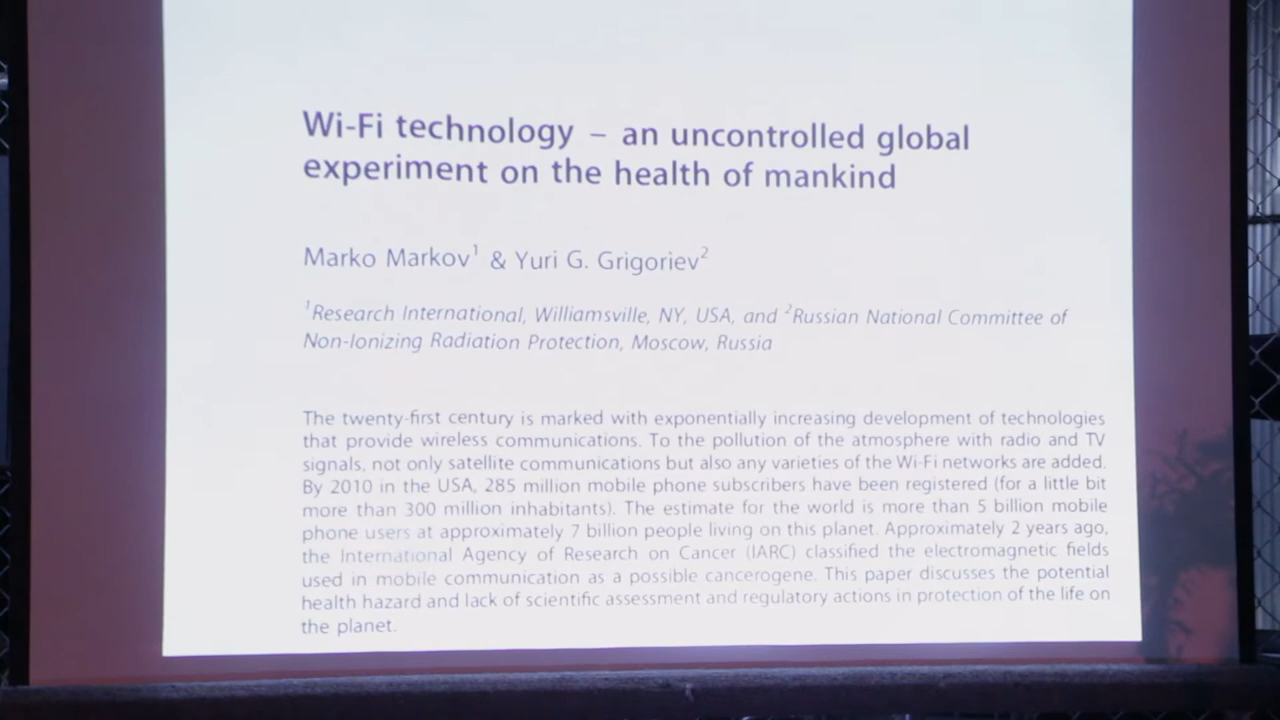 Wi-Fi technology – an uncontrolled global
experiment on the health of mankind
Marko Markov¹ & Yuri G. Grigoriev²
¹Research International, Williamsville, NY, USA, and ²Russian National Committee of
Non-Ionizing Radiation Protection, Moscow, Russia
The twenty-first century is marked with exponentially increasing development of technologies
that provide wireless communications. To the pollution of the atmosphere with radio and TV
signals, not only satellite communications but also any varieties of the Wi-Fi networks are added.
By 2010 in the USA, 285 million mobile phone subscribers have been registered (for a little bit
more than 300 million inhabitants). The estimate for the world is more than 5 billion mobile
phone users at approximately 7 billion people living on this planet. Approximately 2 years ago,
the International Agency of Research on Cancer (IARC) classified the electromagnetic fields
used in mobile communication as a possible cancerogene. This paper discusses the potential
health hazard and lack of scientific assessment and regulatory actions in protection of the life on
the planet.